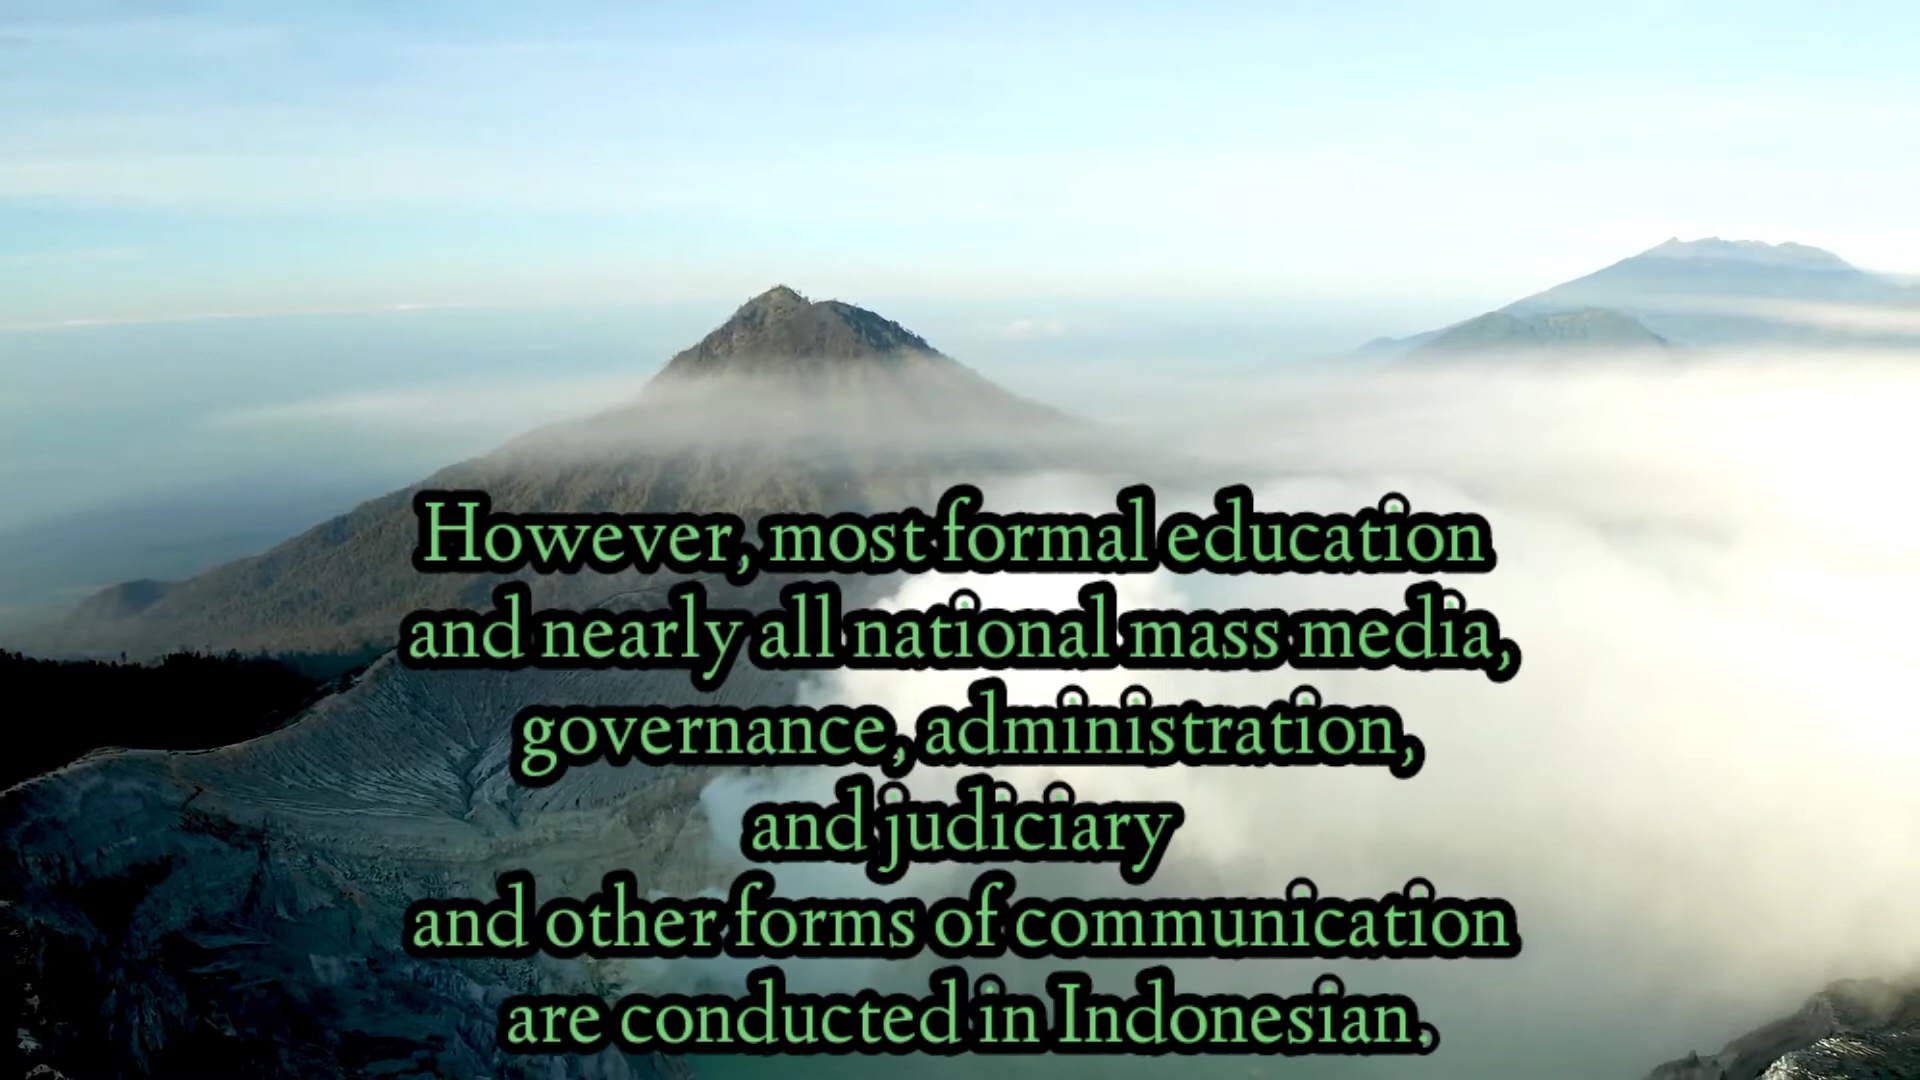 However, most formal education
and nearly all national mass media,
governance, administration,
and judiciary
and other forms of communication
are conducted in Indonesian.